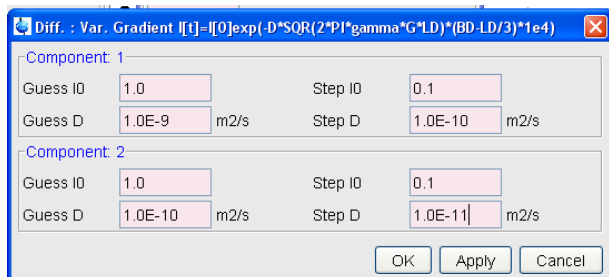 Diff. : Var. Gradient I[t]=I[0]exp(-D*SQR(2*PI*gamma*G*LD)*(BD-LD/3)*1e4)
Component: 1
Guess I0 1.0 Step I0 0.1
Guess D 1.0E-9 m2/s Step D 1.0E-10 m2/s
Component: 2
Guess I0 1.0 Step I0 0.1
Guess D 1.0E-10 m2/s Step D 1.0E-11 m2/s
OK Apply Cancel